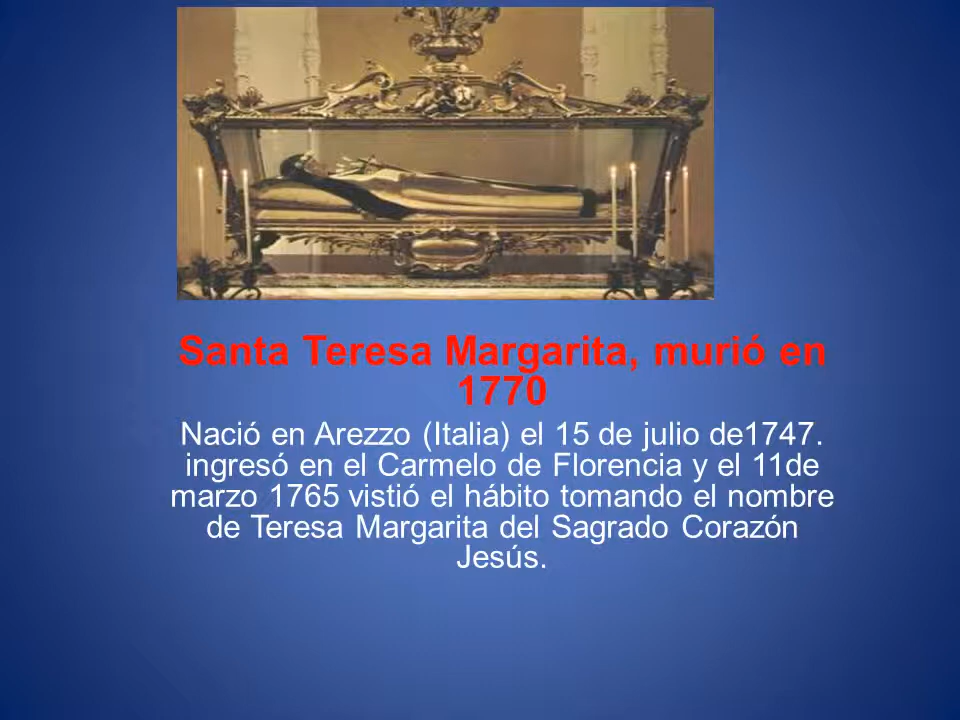 Santa Teresa Margarita, murió en
1770
Nació en Arezzo (Italia) el 15 de julio de1747.
ingresó en el Carmelo de Florencia y el 11de
marzo 1765 vistió el hábito tomando el nombre
de Teresa Margarita del Sagrado Corazón
Jesús.